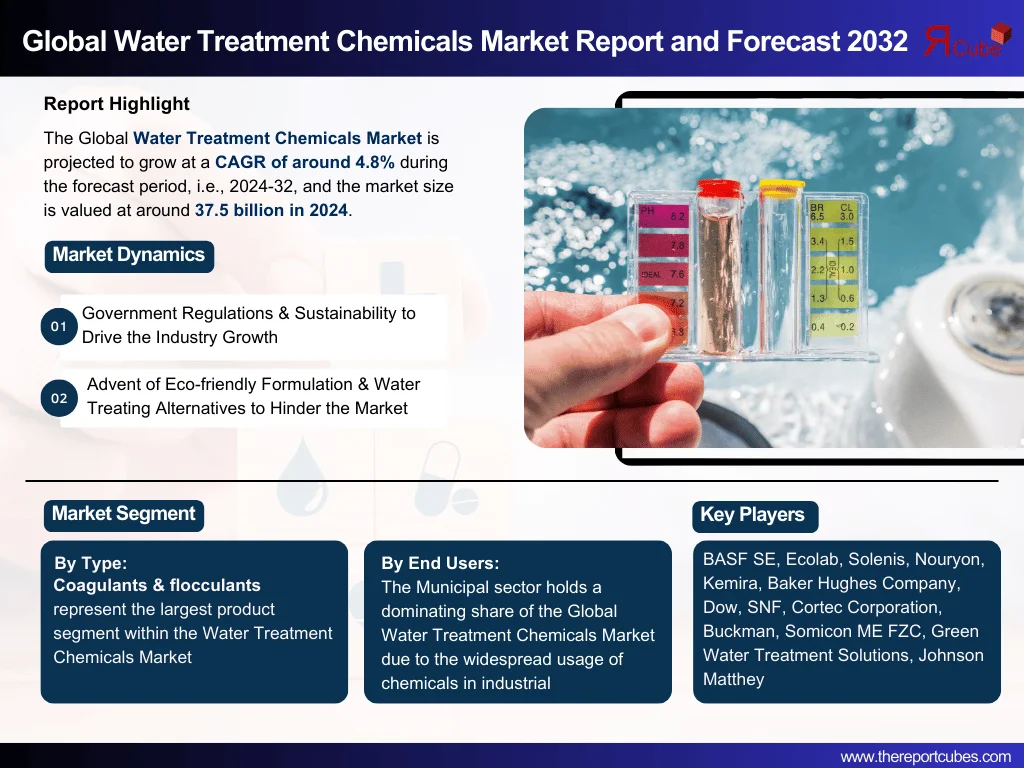 Global Water Treatment Chemicals Market Report and Forecast 2032
R Cube
Report Highlight
The Global Water Treatment Chemicals Market is
projected to grow at a CAGR of around 4.8% during
the forecast period, i.e., 2024-32, and the market size
is valued at around 37.5 billion in 2024.
Market Dynamics
01
Government Regulations & Sustainability to
Drive the Industry Growth
02
Advent of Eco-friendly Formulation & Water
Treating Alternatives to Hinder the Market
PH 8.2
7.8
IDEAL 7.6
7.2
BR CL
6.5 3.0
3.4 1.5
2.2 IDEAL 1.0
1.3 0.6
0.4 0.2
Market Segment
By Type:
Coagulants & flocculants
represent the largest product
segment within the Water Treatment
Chemicals Market
By End Users:
The Municipal sector holds a
dominating share of the Global
Water Treatment Chemicals Market
due to the widespread usage of
chemicals in industrial
Key Players
BASF SE, Ecolab, Solenis, Nouryon,
Kemira, Baker Hughes Company,
Dow, SNF, Cortec Corporation,
Buckman, Somicon ME FZC, Green
Water Treatment Solutions, Johnson
Matthey
www.thereportcubes.com